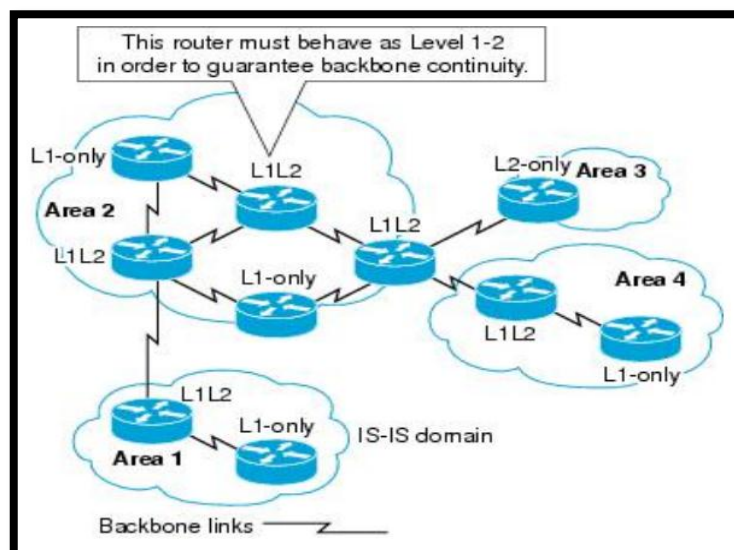 This router must behave as Level 1-2
in order to guarantee backbone continuity.
L1-only
L1L2
L2-only
Area 3
Area 2
L1L2
L1L2
L1-only
Area 4
L1L2
L1-only
L1L2
L1-only
IS-IS domain
Area 1
Backbone links